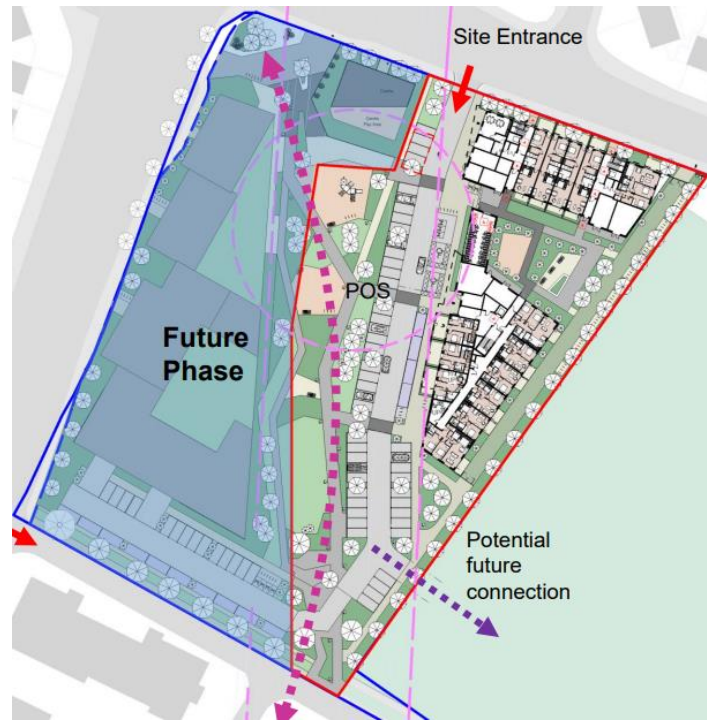 Site Entrance
POS
Future
Phase
Potential
future
connection